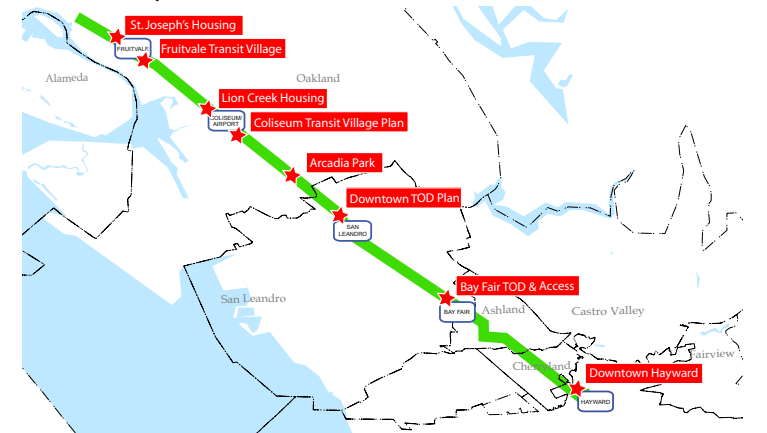 St. Joseph's Housing
FRUITVALE
Fruitvale Transit Village
Alameda
Oakland
Lion Creek Housing
COLISEUM/
AIRPORT
Coliseum Transit Village Plan
Arcadia Park
Downtown TOD Plan
SAN
LEANDRO
Bay Fair TOD & Access
San Leandro
BAY FAIR
Ashland
Castro Valley
Fairview
Cherryland
Downtown Hayward
HAYWARD